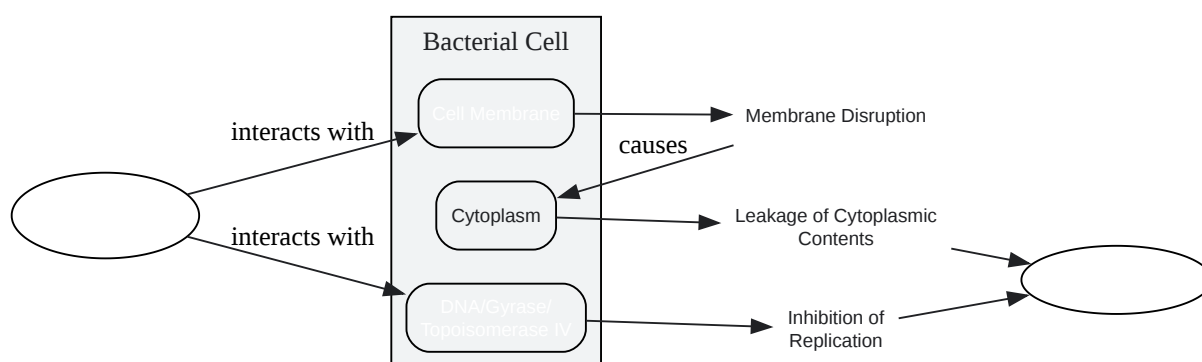 Bacterial Cell
Cell Membrane
interacts with
Membrane Disruption
causes
Cytoplasm
Leakage of Cytoplasmic
Contents
interacts with
DNA/Gyrase/
Topoisomerase IV
Inhibition of
Replication